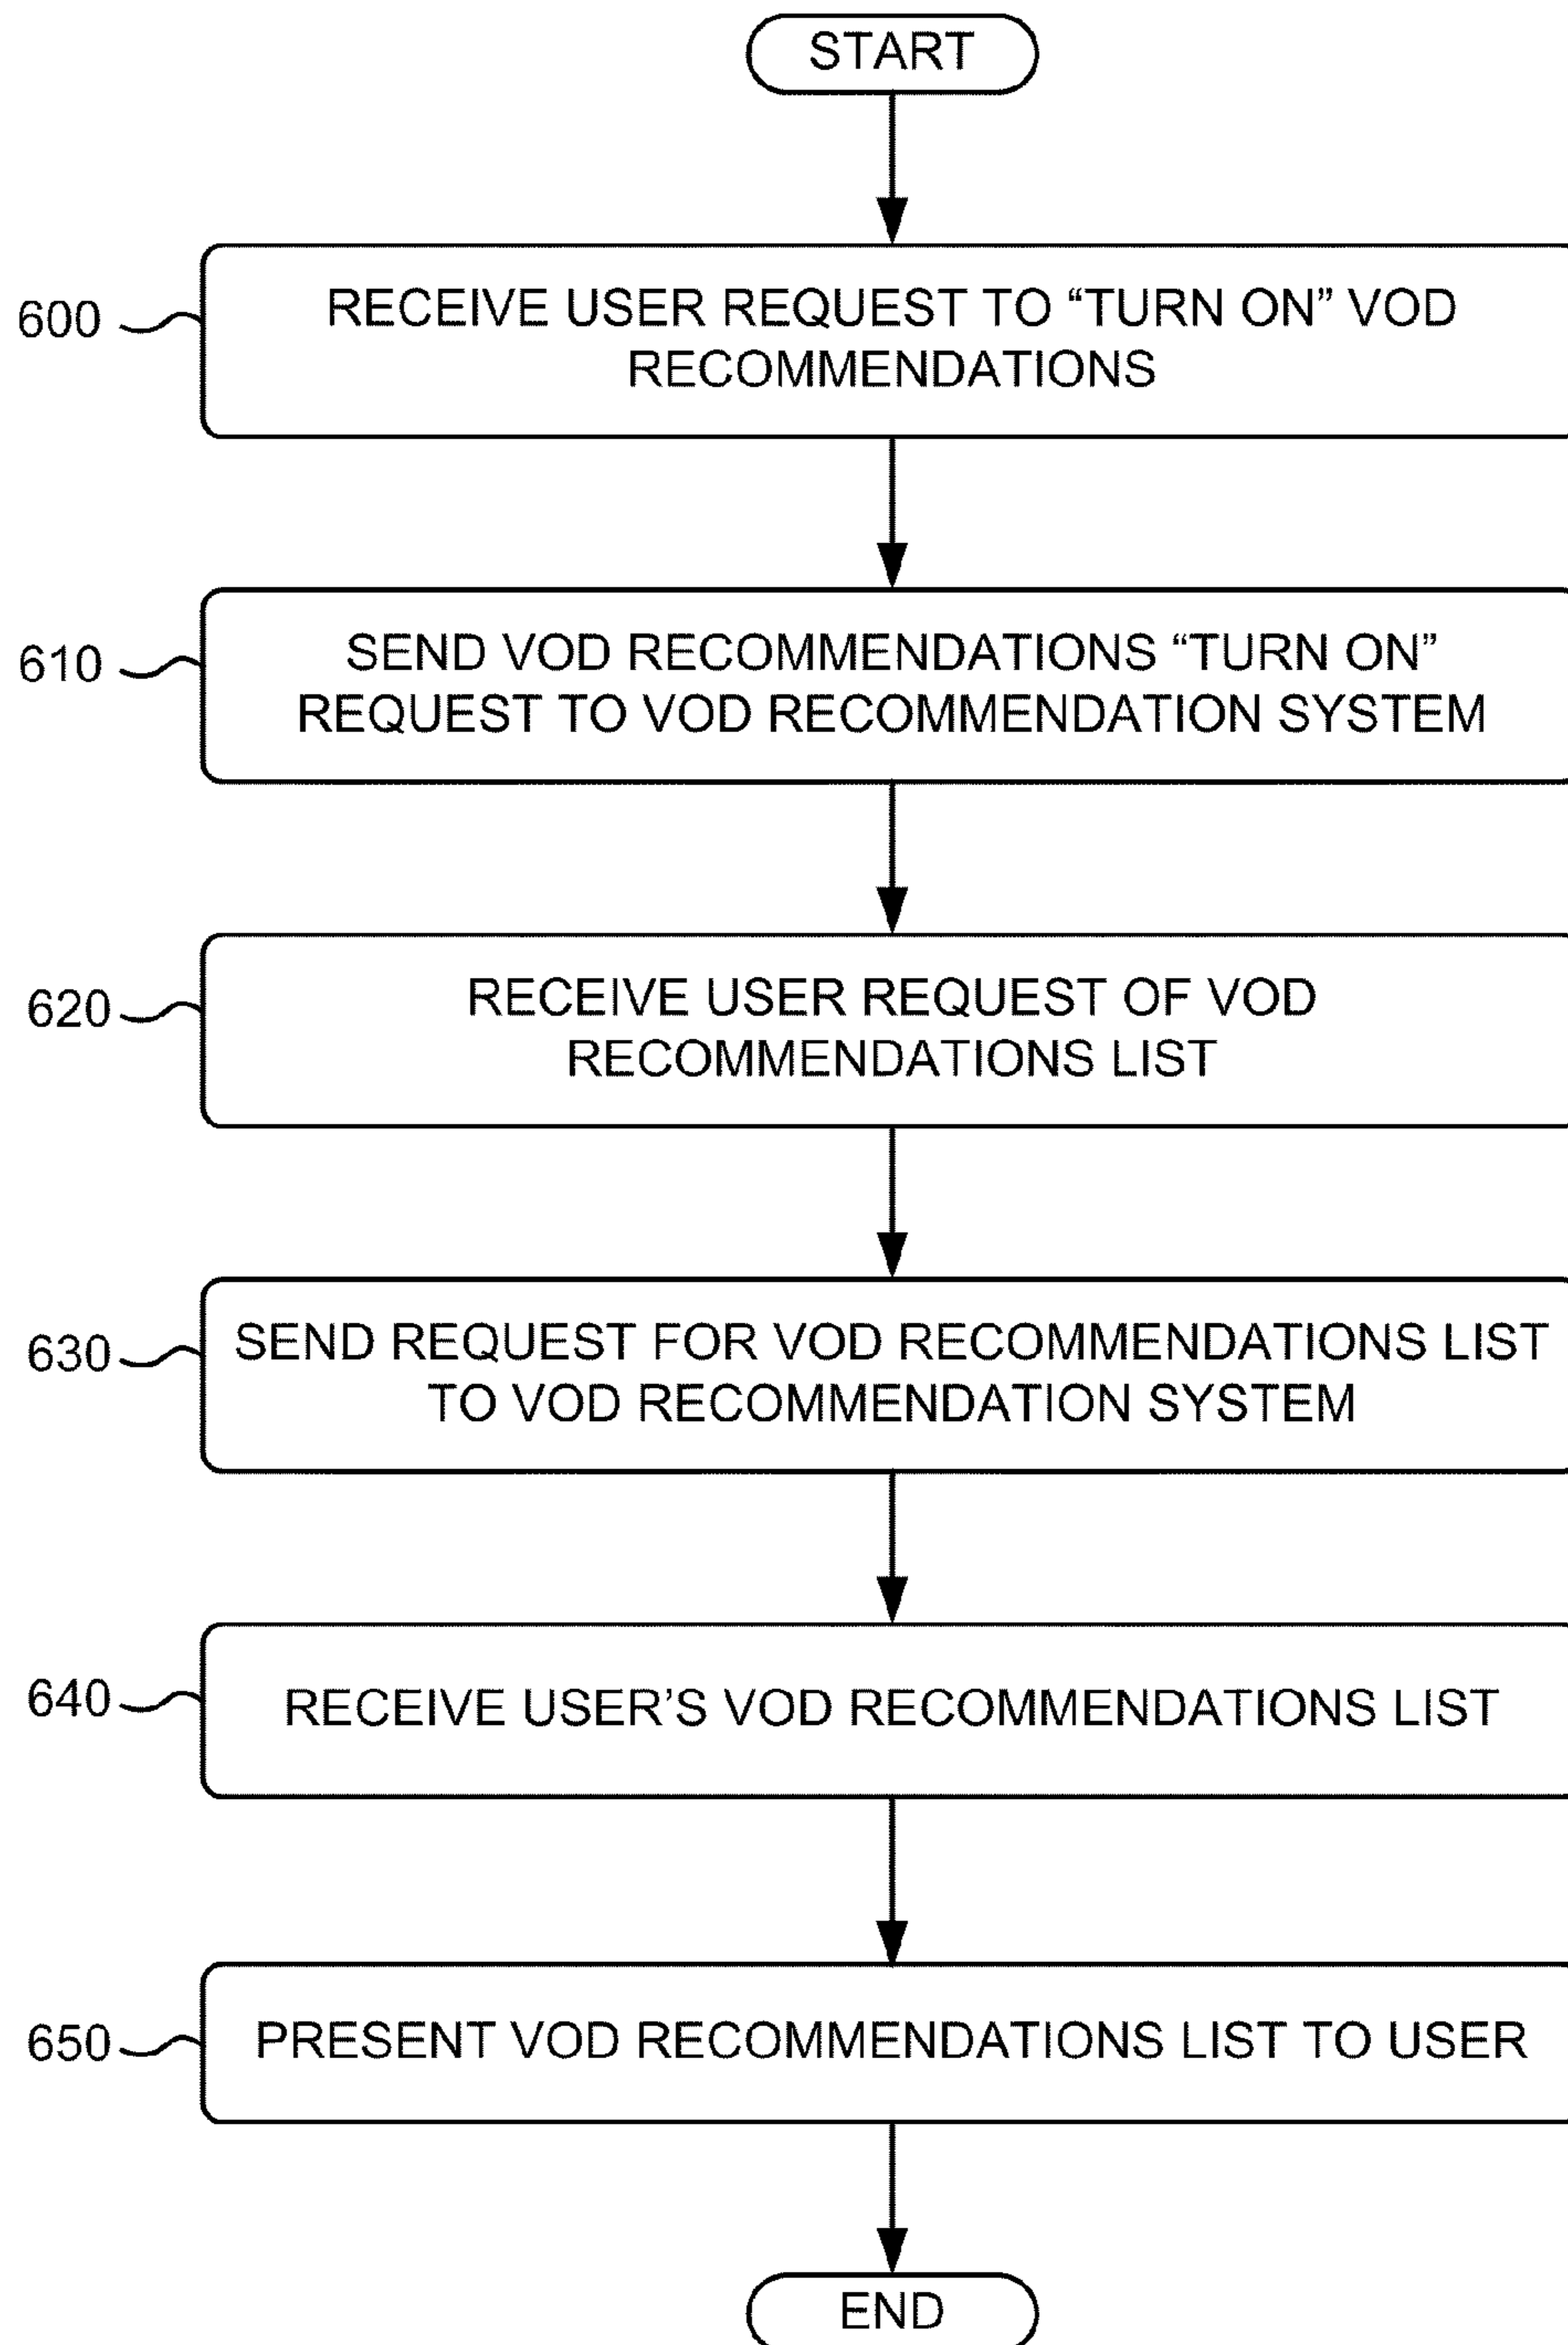 START
600
RECEIVE USER REQUEST TO “TURN ON” VOD
RECOMMENDATIONS
610
SEND VOD RECOMMENDATIONS “TURN ON”
REQUEST TO VOD RECOMMENDATION SYSTEM
620
RECEIVE USER REQUEST OF VOD
RECOMMENDATIONS LIST
630
SEND REQUEST FOR VOD RECOMMENDATIONS LIST
TO VOD RECOMMENDATION SYSTEM
640
RECEIVE USER’S VOD RECOMMENDATIONS LIST
650
PRESENT VOD RECOMMENDATIONS LIST TO USER
END